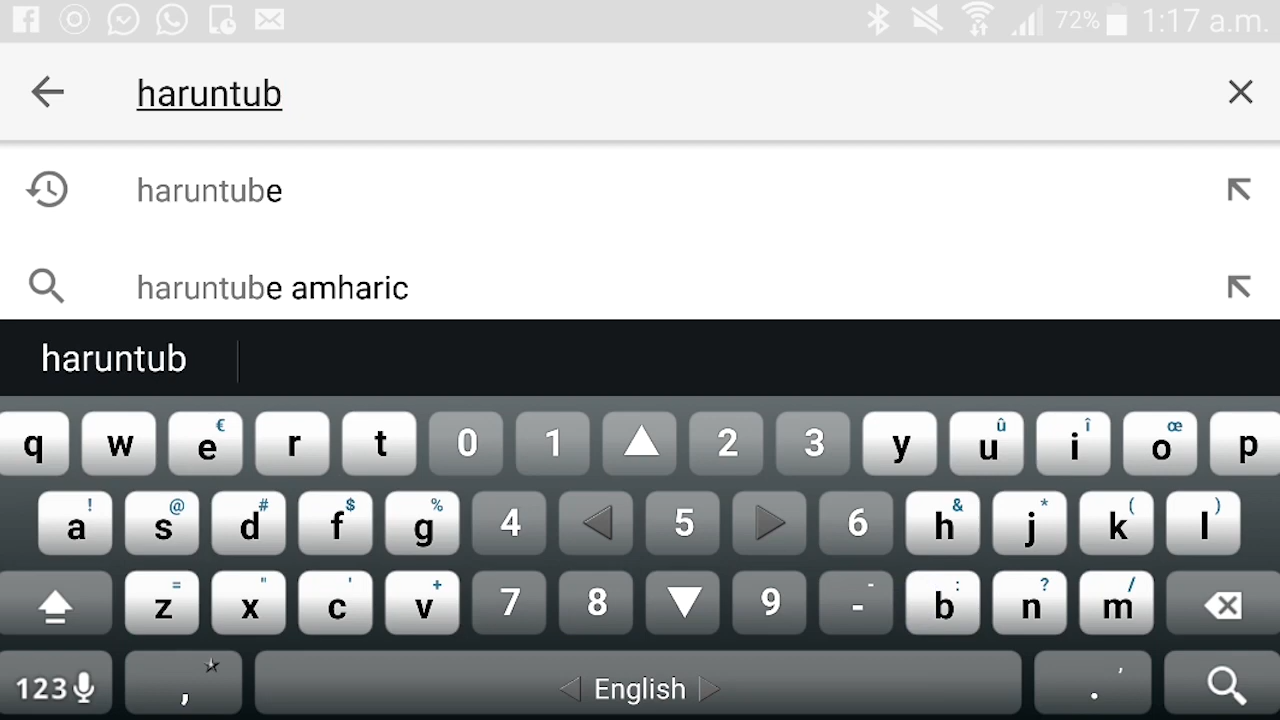 72% 1:17 a.m.
haruntub
haruntube
haruntube amharic
haruntub
q w e € r t 0 1 2 3 y u û i î o œ p
a ! s @ d # f $ g % 4 5 6 h & j * k ( l )
z = x " c ' v + 7 8 9 - - b : n ? m /
123 , English . '